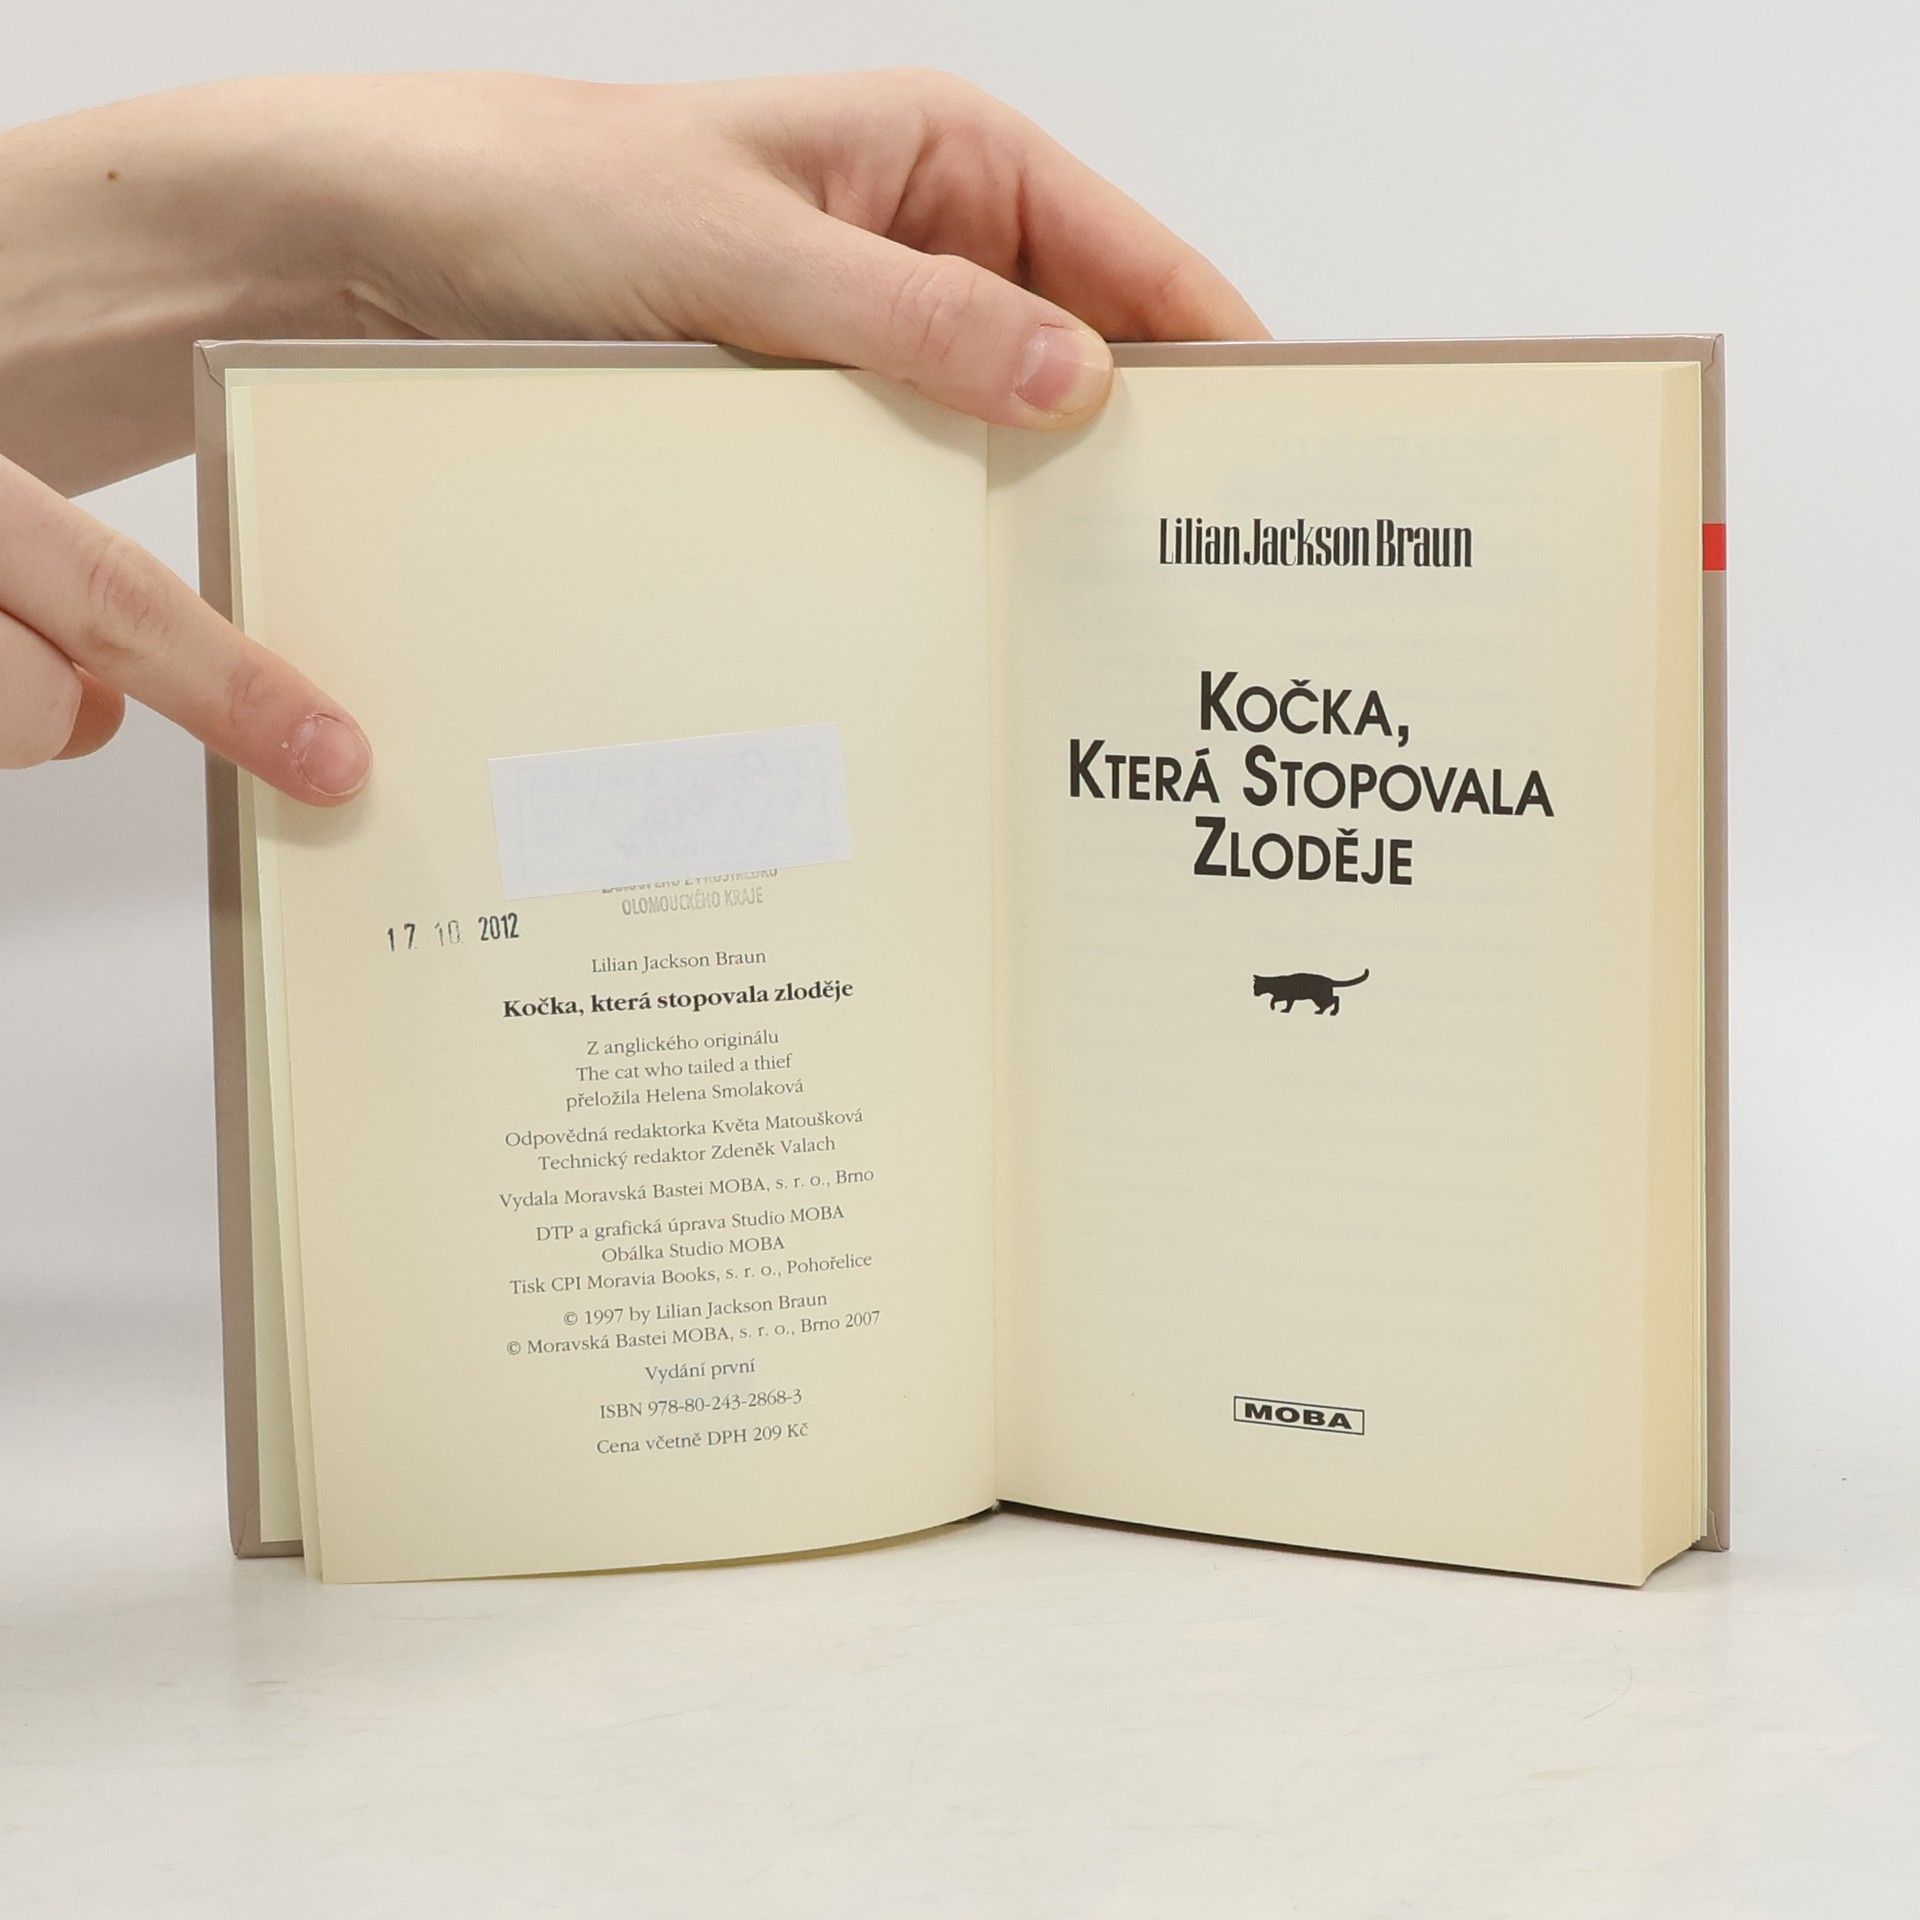 OLOMOUCKÉHO KRAJE
17. 10. 2012
Lilian Jackson Braun
Kočka, která stopovala zloděje
Z anglického originálu
The cat who tailed a thief
přeložila Helena Smolaková
Odpovědná redaktorka Květa Matoušková
Technický redaktor Zdeněk Valach
Vydala Moravská Bastei MOBA, s. r. o., Brno
DTP a grafická úprava Studio MOBA
Obálka Studio MOBA
Tisk CPI Moravia Books, s. r. o., Pohořelice
© 1997 by Lilian Jackson Braun
© Moravská Bastei MOBA, s. r. o., Brno 2007
Vydání první
ISBN 978-80-243-2868-3
Cena včetně DPH 209 Kč
Lilian Jackson Braun
KOČKA,
KTERÁ STOPOVALA
ZLODĚJE
MOBA